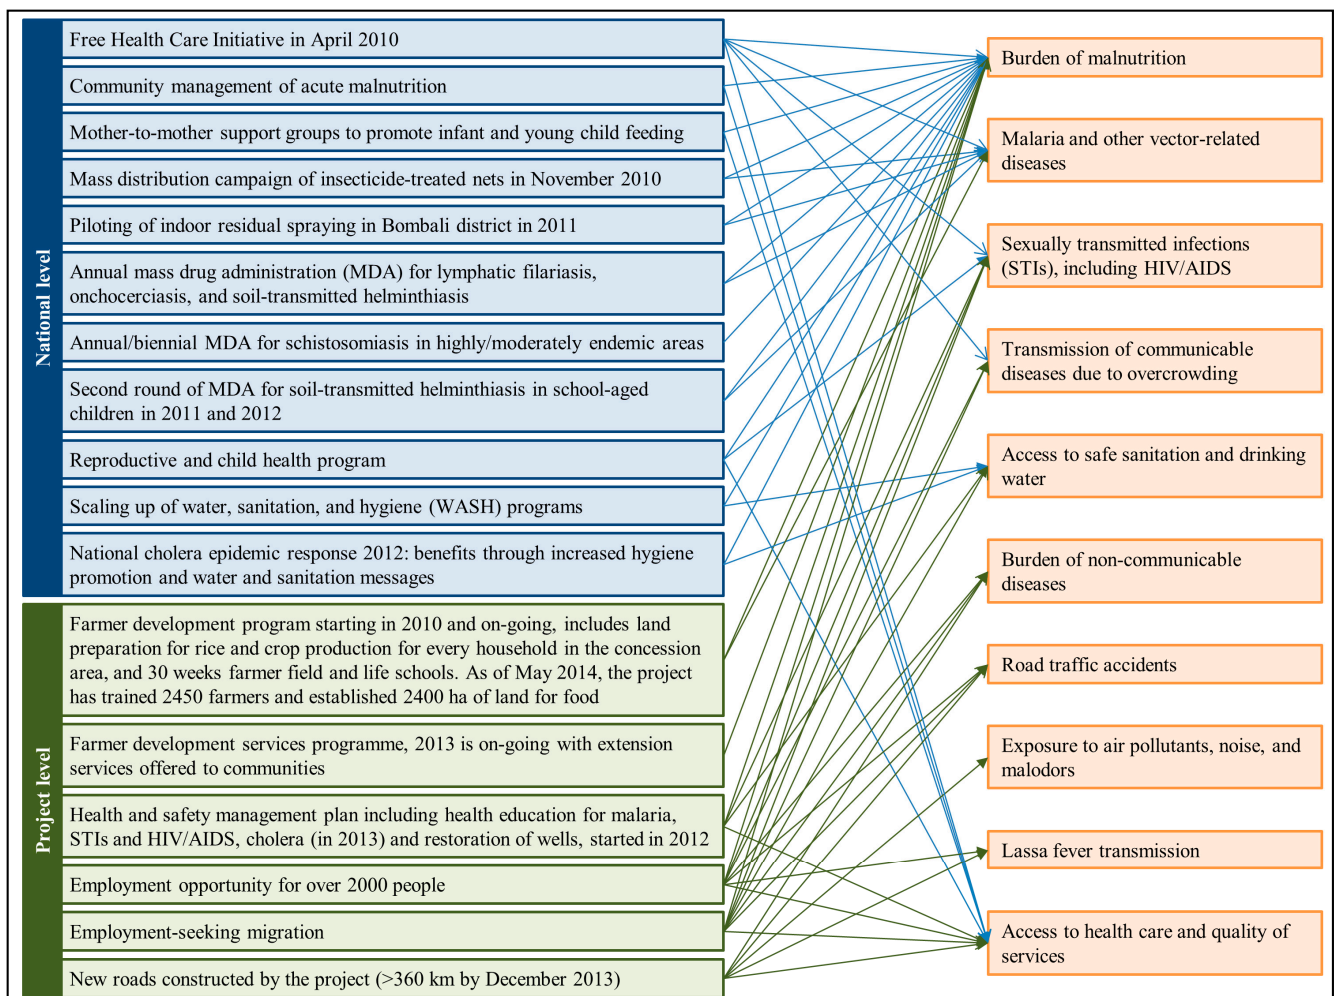 National level
Free Health Care Initiative in April 2010
Community management of acute malnutrition
Mother-to-mother support groups to promote infant and young child feeding
Mass distribution campaign of insecticide-treated nets in November 2010
Piloting of indoor residual spraying in Bombali district in 2011
Annual mass drug administration (MDA) for lymphatic filariasis,
onchocerciasis, and soil-transmitted helminthiasis
Annual/biennial MDA for schistosomiasis in highly/moderately endemic areas
Second round of MDA for soil-transmitted helminthiasis in school-aged
children in 2011 and 2012
Reproductive and child health program
Scaling up of water, sanitation, and hygiene (WASH) programs
National cholera epidemic response 2012: benefits through increased hygiene
promotion and water and sanitation messages
Project level
Farmer development program starting in 2010 and on-going, includes land
preparation for rice and crop production for every household in the concession
area, and 30 weeks farmer field and life schools. As of May 2014, the project
has trained 2450 farmers and established 2400 ha of land for food
Farmer development services programme, 2013 is on-going with extension
services offered to communities
Health and safety management plan including health education for malaria,
STIs and HIV/AIDS, cholera (in 2013) and restoration of wells, started in 2012
Employment opportunity for over 2000 people
Employment-seeking migration
New roads constructed by the project (>360 km by December 2013)
Burden of malnutrition
Malaria and other vector-related
diseases
Sexually transmitted infections
(STIs), including HIV/AIDS
Transmission of communicable
diseases due to overcrowding
Access to safe sanitation and drinking
water
Burden of non-communicable
diseases
Road traffic accidents
Exposure to air pollutants, noise, and
malodors
Lassa fever transmission
Access to health care and quality of
services